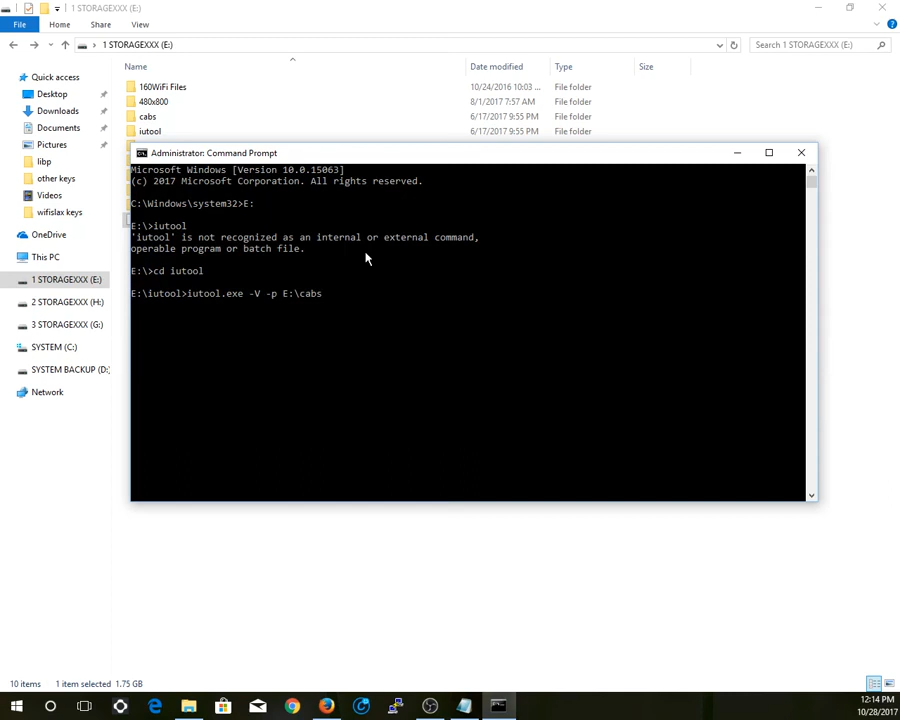 1 STORAGEXXX (E:)
File Home Share View
1 STORAGEXXX (E:)
Search 1 STORAGEXXX (E:)
Name Date modified Type Size
160WiFi Files 10/24/2016 10:03 ... File folder
480x800 8/1/2017 7:57 AM File folder
cabs 6/17/2017 9:55 PM File folder
iutool 6/17/2017 9:55 PM File folder
Quick access
Desktop
Downloads
Documents
Pictures
libp
other keys
Videos
wifislax keys
OneDrive
This PC
1 STORAGEXXX (E:)
2 STORAGEXXX (H:)
3 STORAGEXXX (G:)
SYSTEM (C:)
SYSTEM BACKUP (D:)
Network
Administrator: Command Prompt
Microsoft Windows [Version 10.0.15063]
(c) 2017 Microsoft Corporation. All rights reserved.
C:\Windows\system32>E:
E:\>iutool
'iutool' is not recognized as an internal or external command,
operable program or batch file.
E:\>cd iutool
E:\iutool>iutool.exe -V -p E:\cabs
10 items 1 item selected 1.75 GB
12:14 PM
10/28/2017